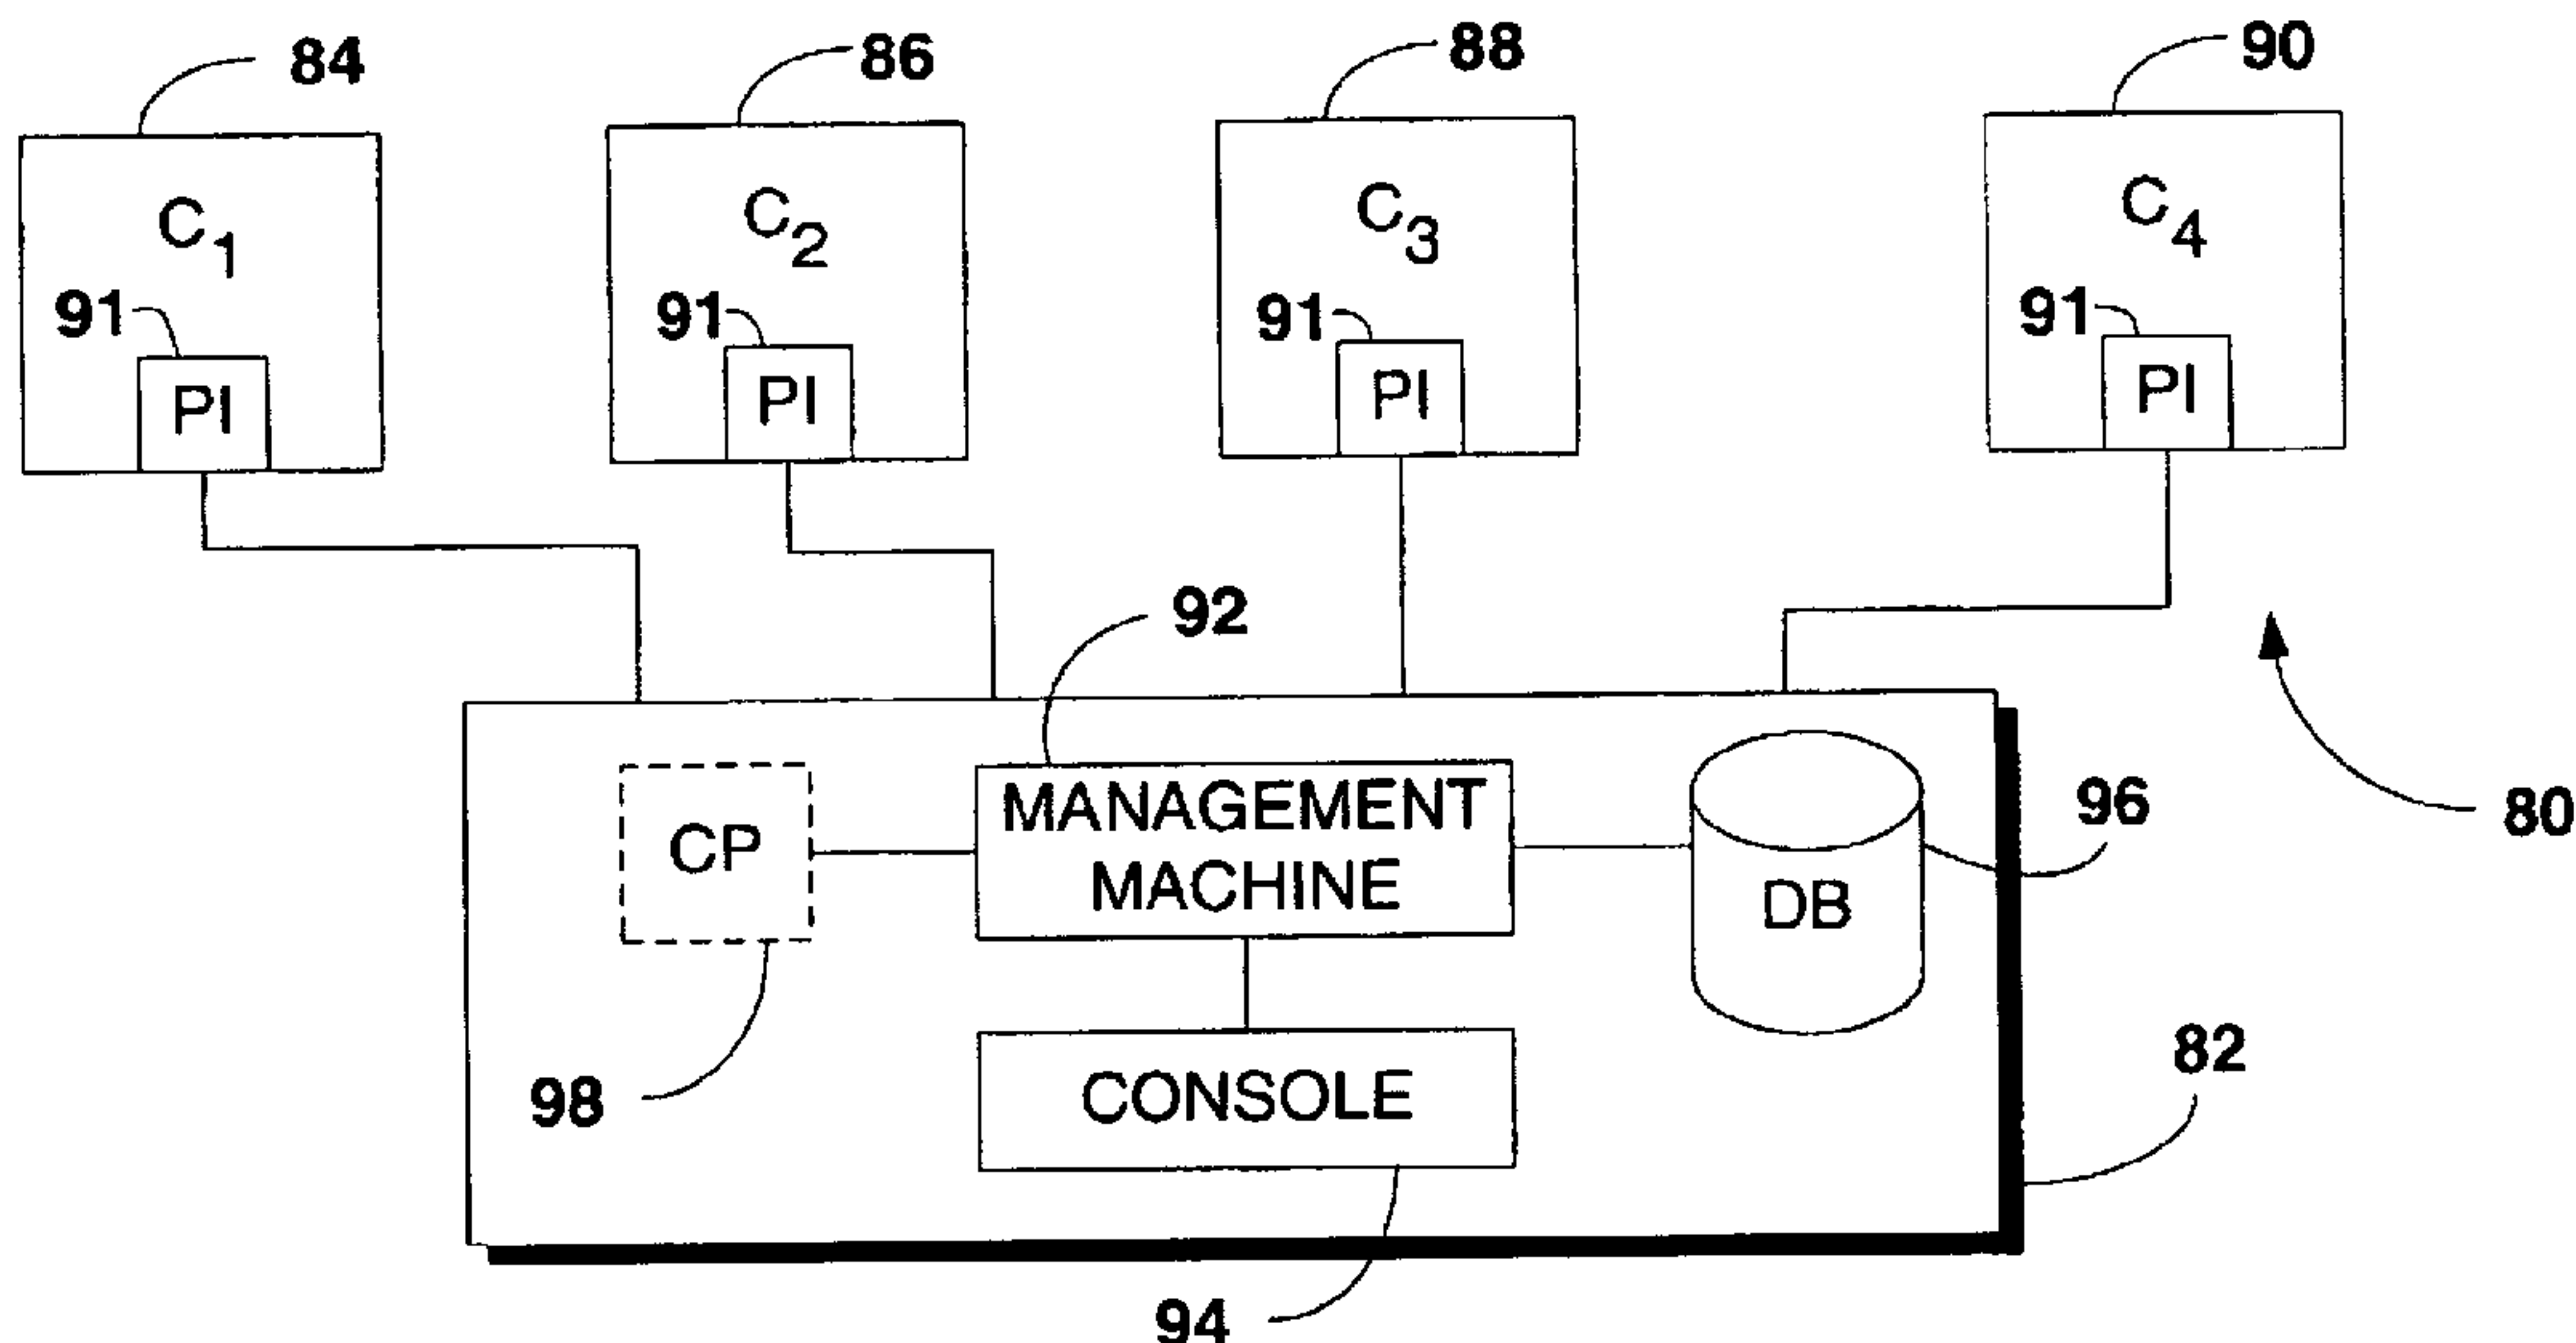 84
86
88
90
C1
C2
C3
C4
91
91
91
91
PI
PI
PI
PI
92
80
CP
MANAGEMENT
MACHINE
DB
96
98
CONSOLE
82
94